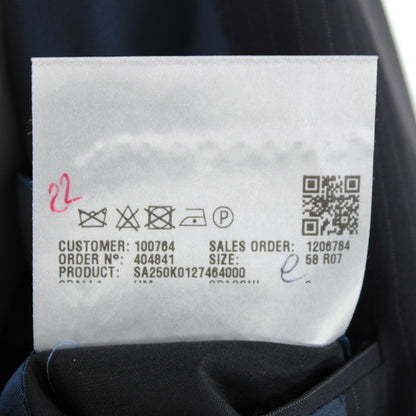 22
P
CUSTOMER: 100764 SALES ORDER: 1206784
ORDER Nº: 404841 SIZE: 58 R07
PRODUCT: SA250K0127464000
e